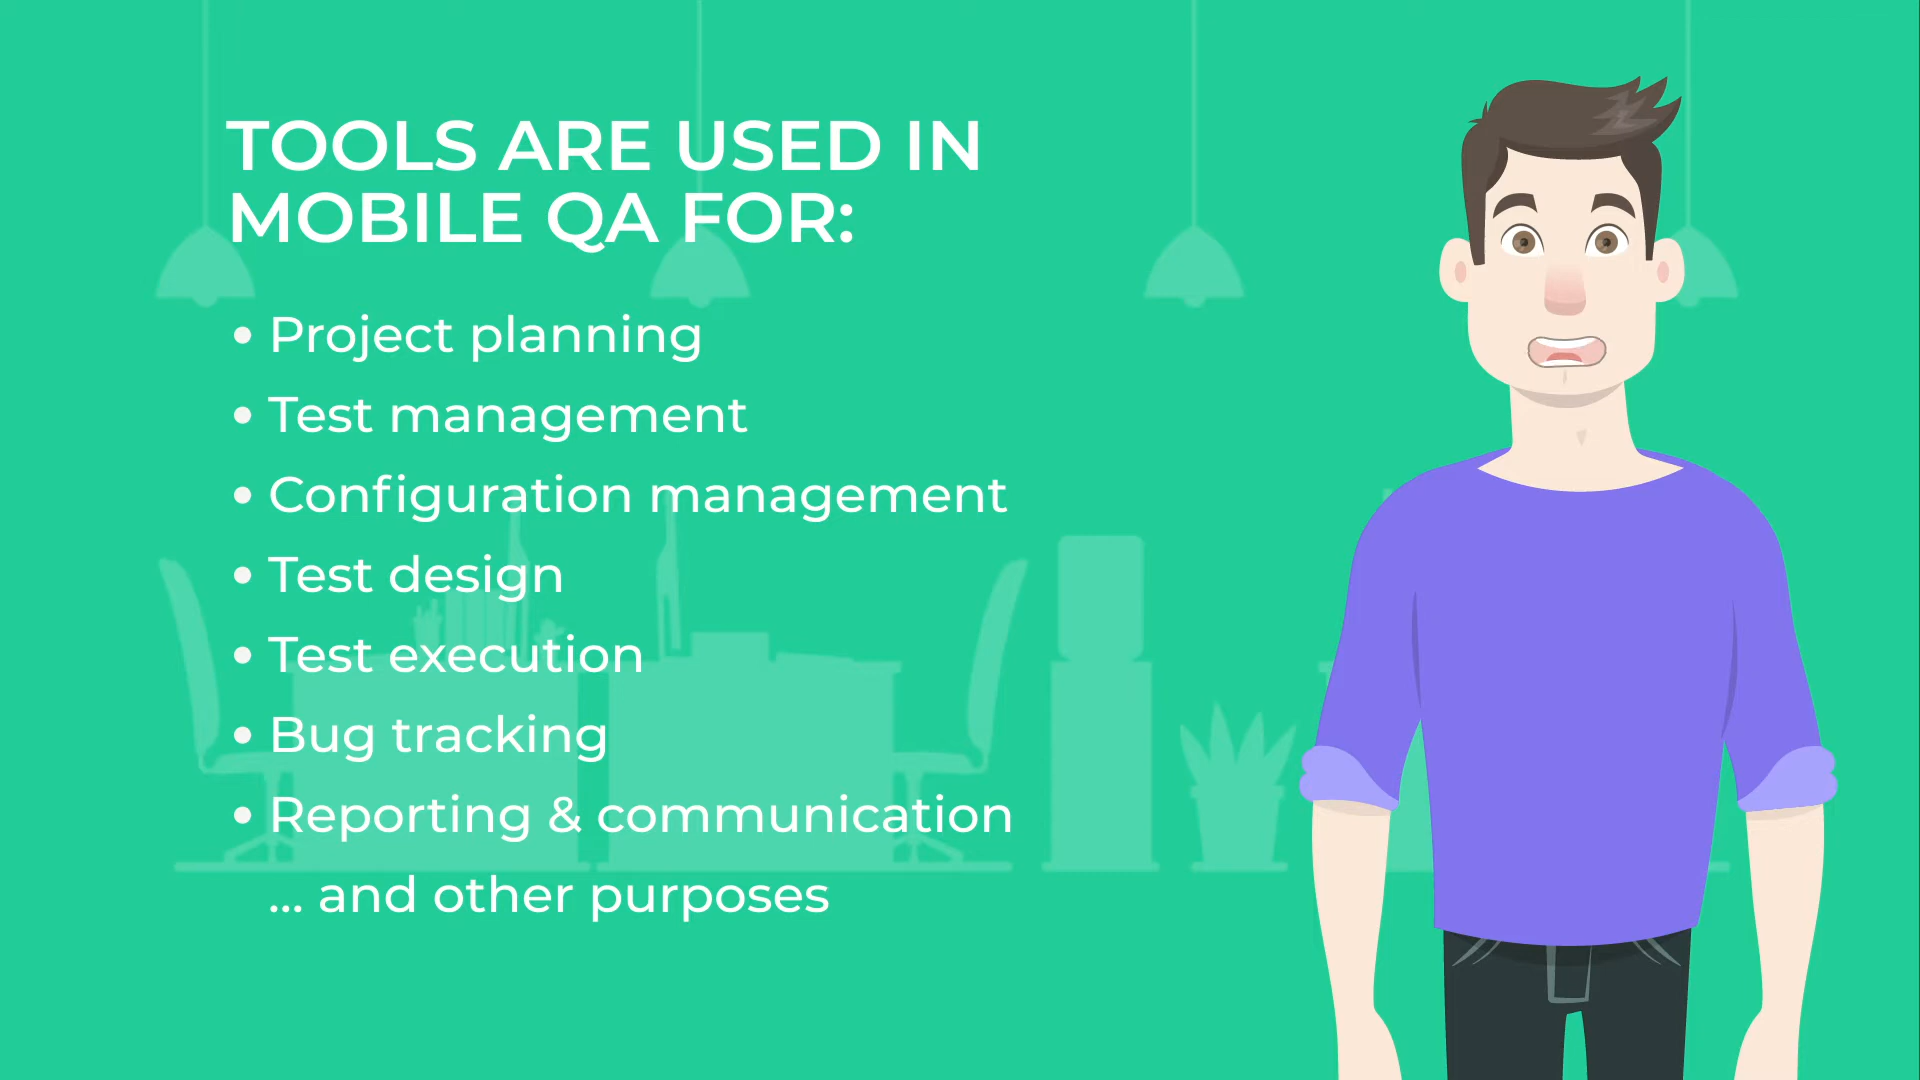 TOOLS ARE USED IN
MOBILE QA FOR:
• Project planning
• Test management
• Configuration management
• Test design
• Test execution
• Bug tracking
• Reporting & communication
... and other purposes